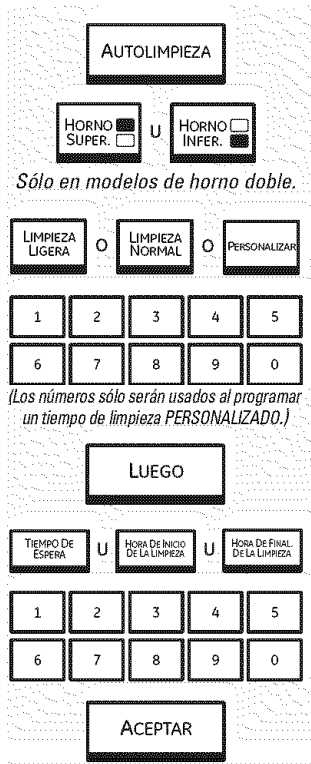 AUTOLIMPIEZA
HORNO SUPER. U HORNO INFER.
Sólo en modelos de horno doble.
LIMPIEZA LIGERA O LIMPIEZA NORMAL O PERSONALIZAR
1 2 3 4 5
6 7 8 9 0
(Los números sólo serán usados al programar
un tiempo de limpieza PERSONALIZADO.)
LUEGO
TIEMPO DE ESPERA U HORA DE INICIO DE LA LIMPIEZA U HORA DE FINAL. DE LA LIMPIEZA
1 2 3 4 5
6 7 8 9 0
ACEPTAR